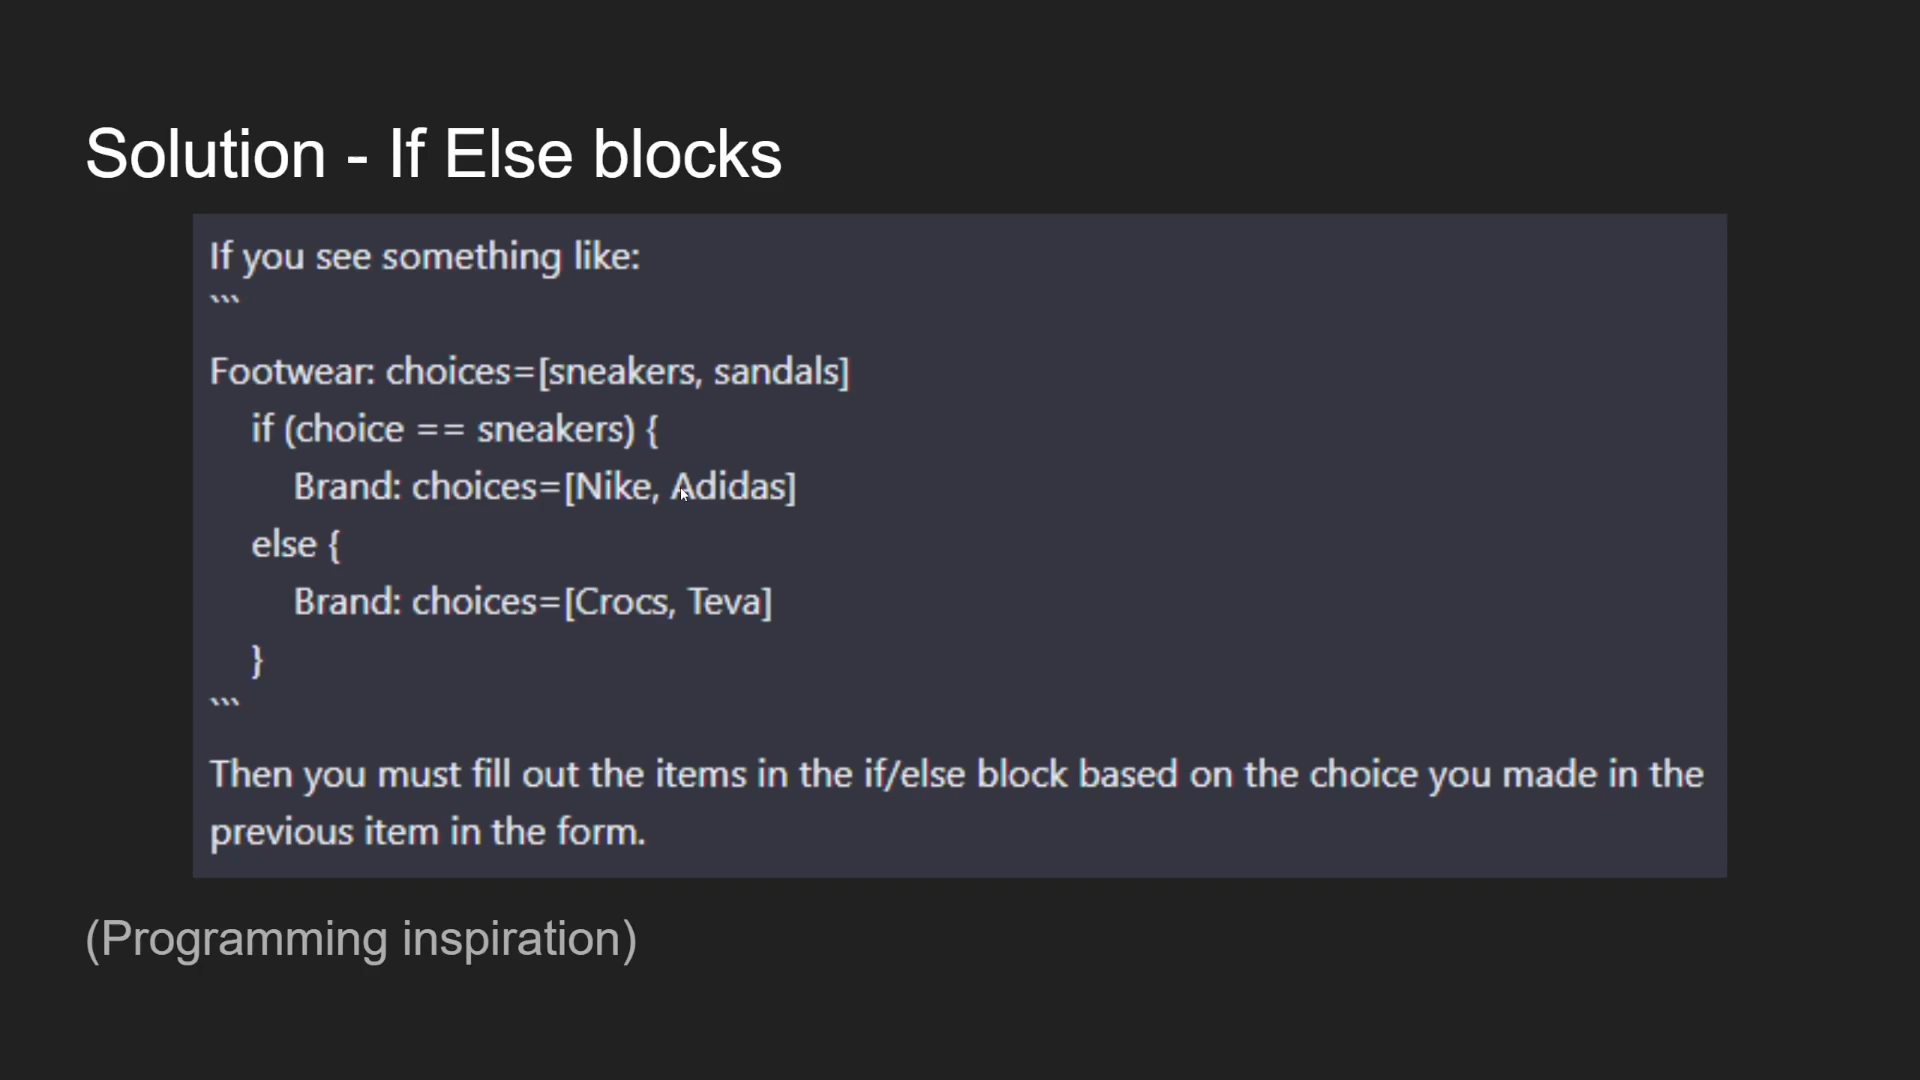 Solution - If Else blocks
If you see something like:
```
Footwear: choices=[sneakers, sandals]
if (choice == sneakers) {
Brand: choices=[Nike, Adidas]
else {
Brand: choices=[Crocs, Teva]
}
```
Then you must fill out the items in the if/else block based on the choice you made in the
previous item in the form.
(Programming inspiration)